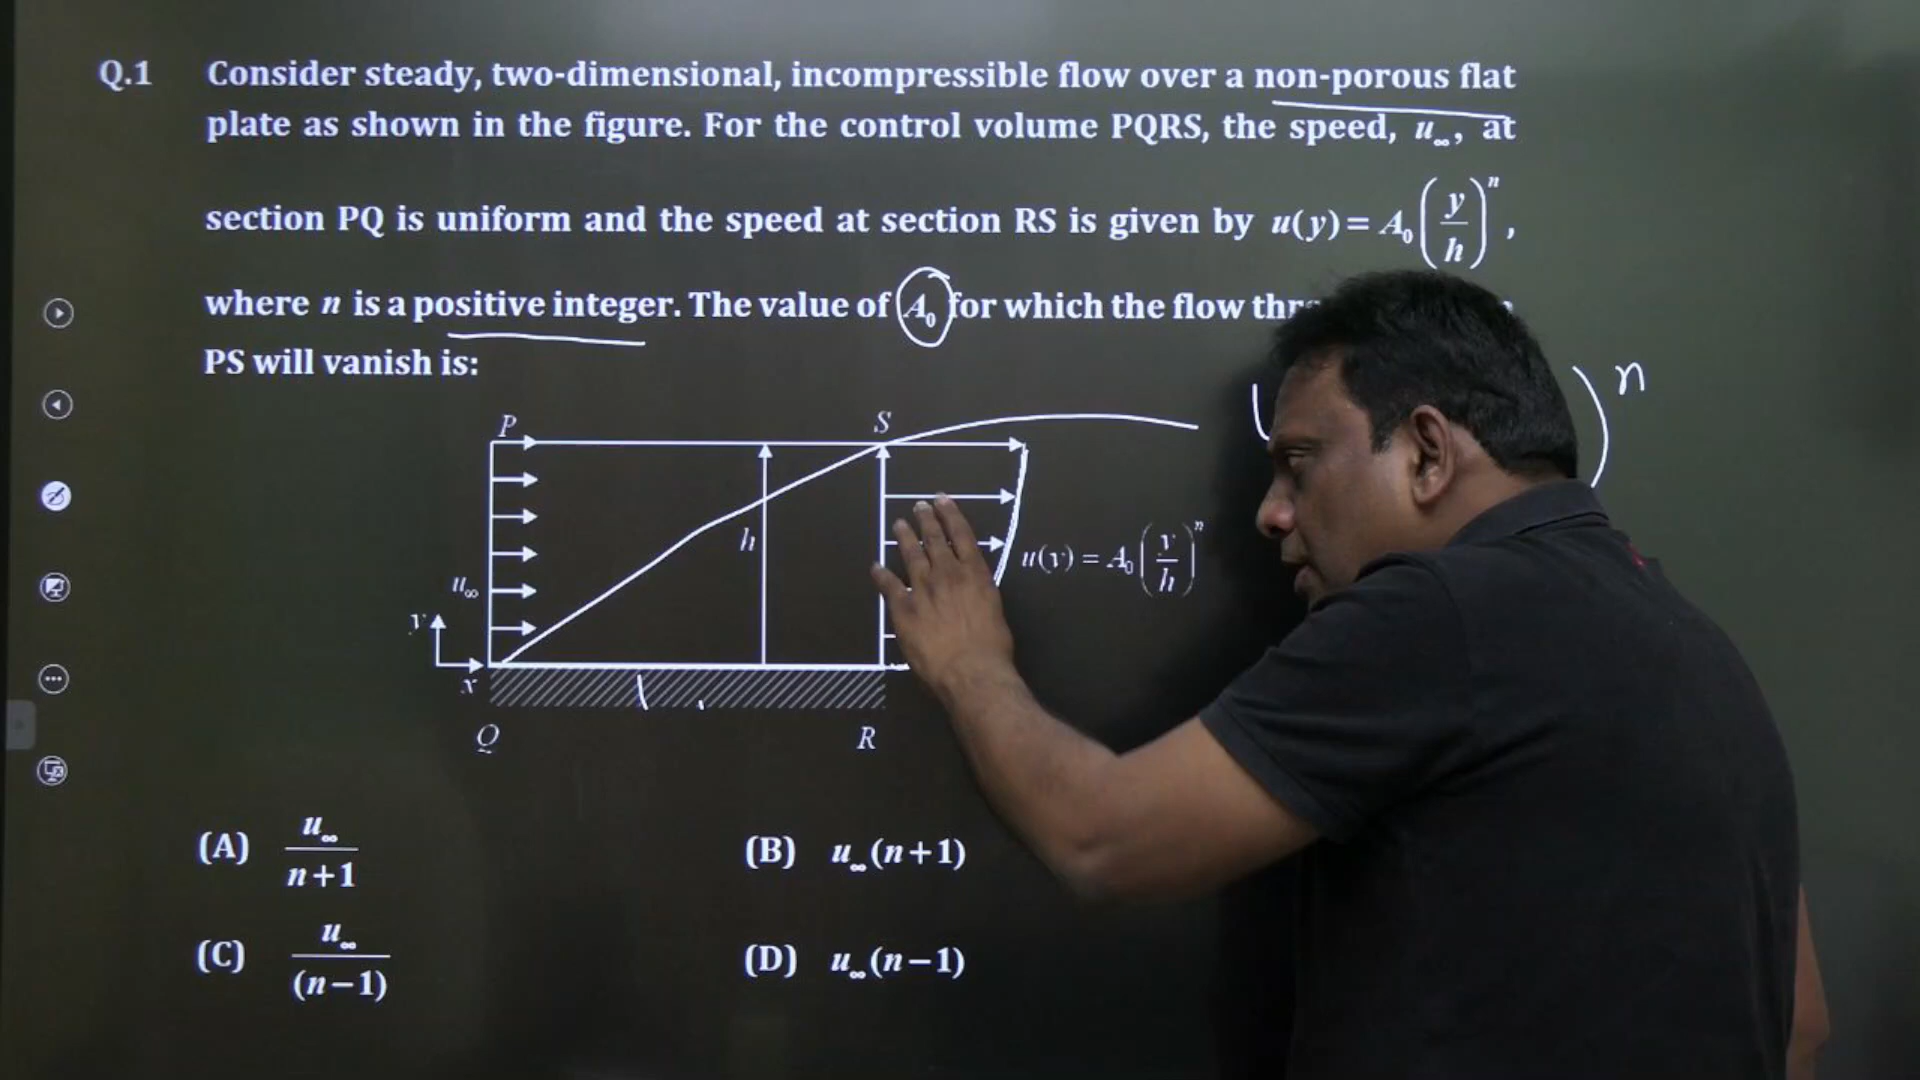 Q.1 Consider steady, two-dimensional, incompressible flow over a non-porous flat
plate as shown in the figure. For the control volume PQRS, the speed, u∞, at
section PQ is uniform and the speed at section RS is given by u(y) = A₀(y/h)ⁿ,
where n is a positive integer. The value of A₀ for which the flow
PS will vanish is:
n
P S
h
u∞
u(y) = A₀(y/h)ⁿ
y
x
Q R
(A) u∞/n+1 (B) u∞(n+1)
(C) u∞/(n−1) (D) u∞(n−1)